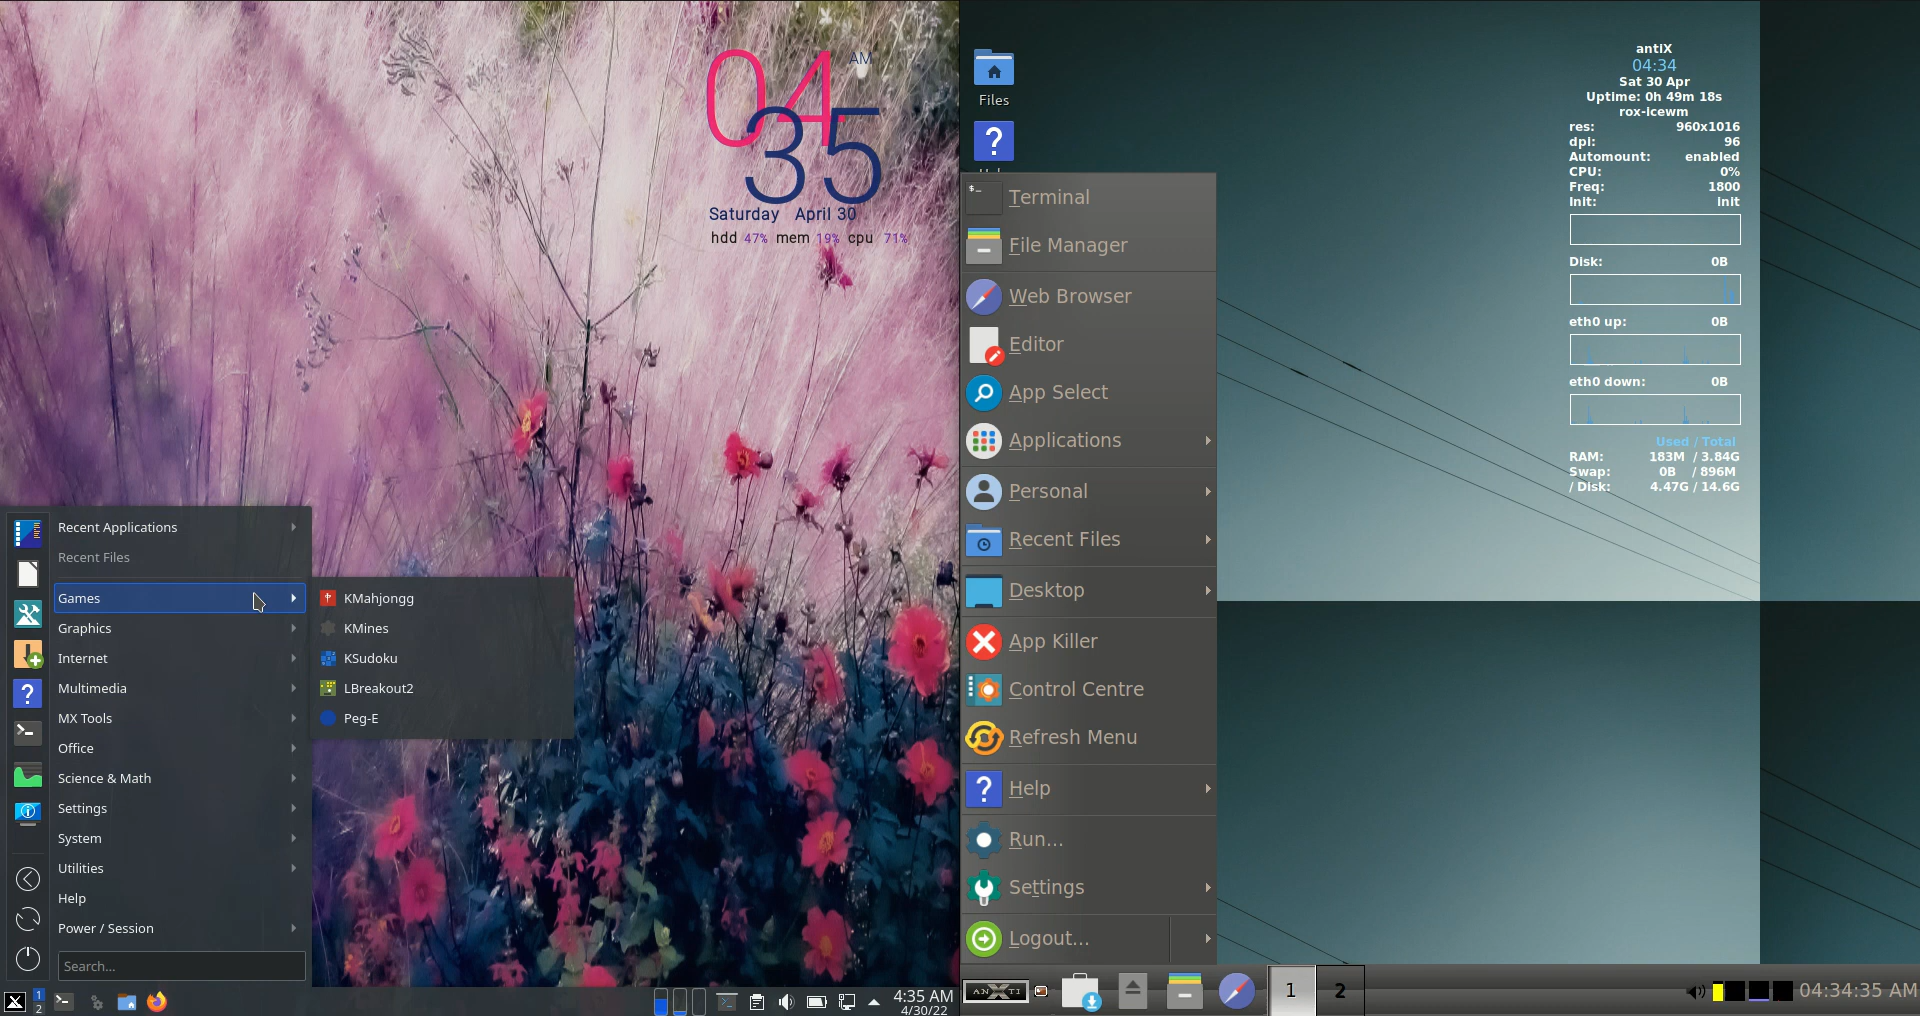 04 AM
35
Saturday April 30
hdd 47% mem 19% cpu 71%
Recent Applications
Recent Files
Games
Graphics
Internet
Multimedia
MX Tools
Office
Science & Math
Settings
System
Utilities
Help
Power / Session
Search...
KMahjongg
KMines
KSudoku
LBreakout2
Peg-E
1
2
4:35 AM
4/30/22
Files
Terminal
File Manager
Web Browser
Editor
App Select
Applications
Personal
Recent Files
Desktop
App Killer
Control Centre
Refresh Menu
Help
Run...
Settings
Logout...
antiX
04:34
Sat 30 Apr
Uptime: 0h 49m 18s
rox-icewm
res: 960x1016
dpi: 96
Automount: enabled
CPU: 0%
Freq: 1800
Init: init
Disk: 0B
eth0 up: 0B
eth0 down: 0B
Used / Total
RAM: 183M / 3.84G
Swap: 0B / 896M
/ Disk: 4.47G / 14.6G
ANXTI
1
2
04:34:35 AM